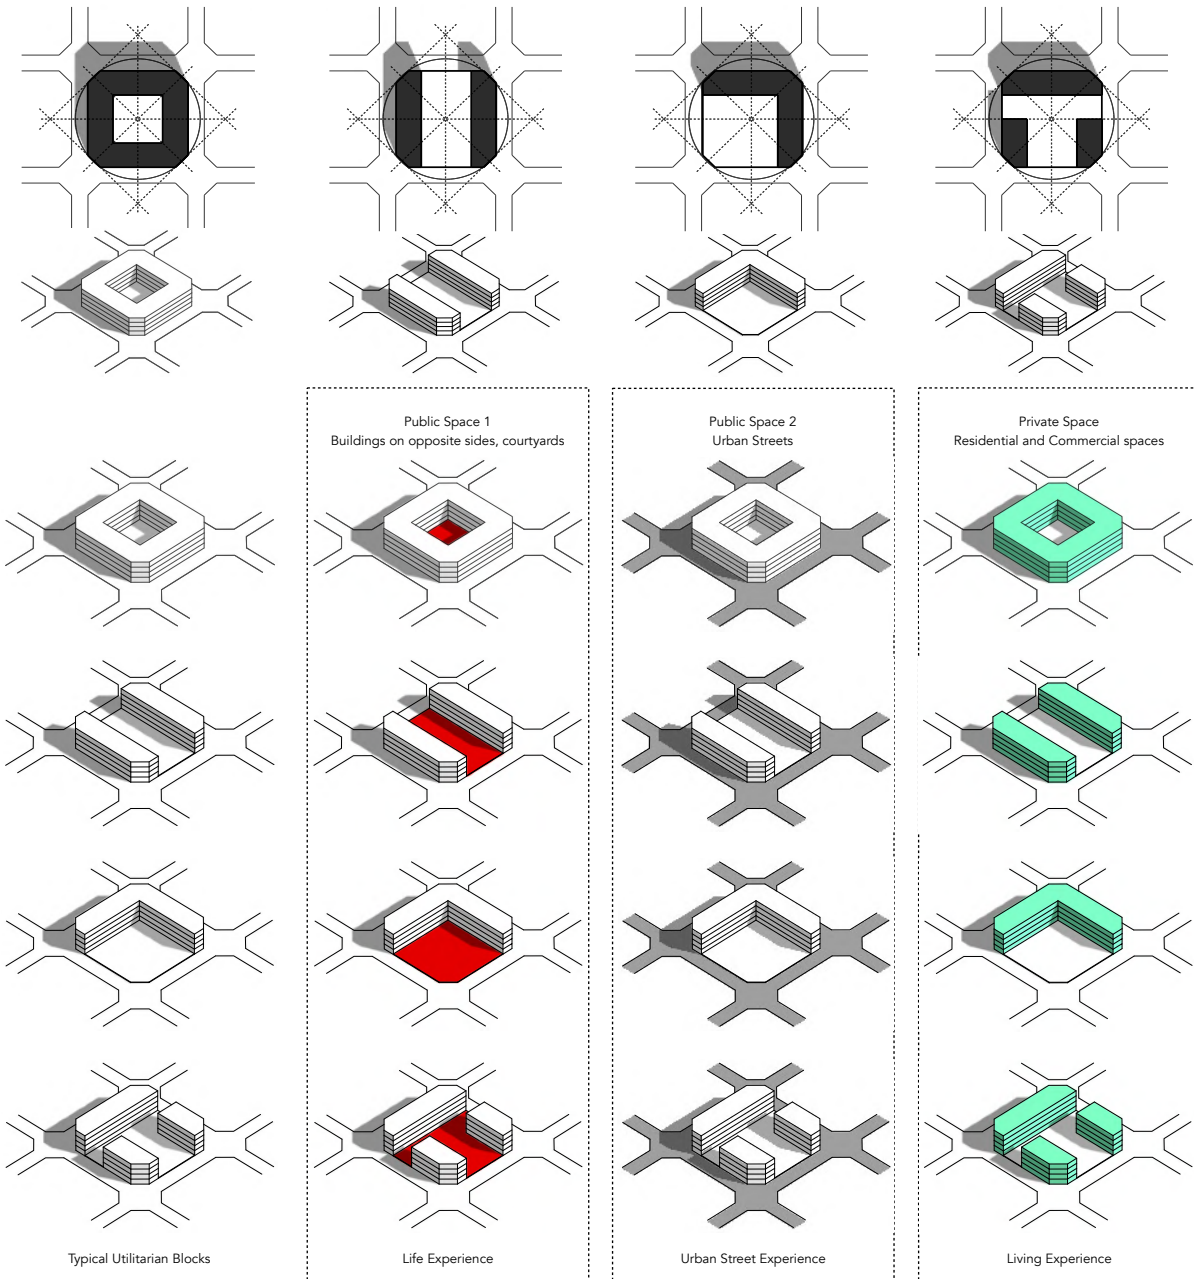 Public Space 1
Buildings on opposite sides, courtyards
Public Space 2
Urban Streets
Private Space
Residential and Commercial spaces
Typical Utilitarian Blocks
Life Experience
Urban Street Experience
Living Experience